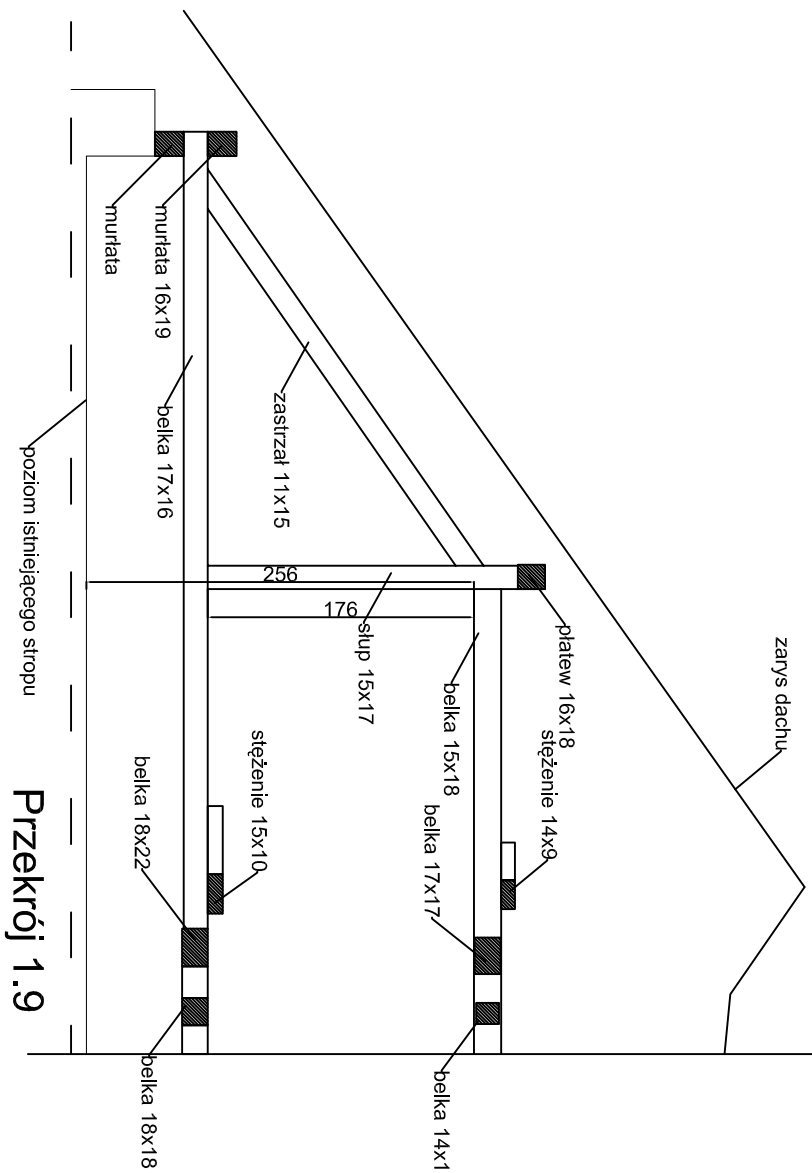 zarys dachu
płatew 16x18
stężenie 14x9
belka 15x18
belka 17x17
belka 14x1
256
176
słup 15x17
zastrzał 11x15
stężenie 15x10
murłata 16x19
belka 17x16
belka 18x22
belka 18x18
murłata
poziom istniejącego stropu
Przekrój 1.9